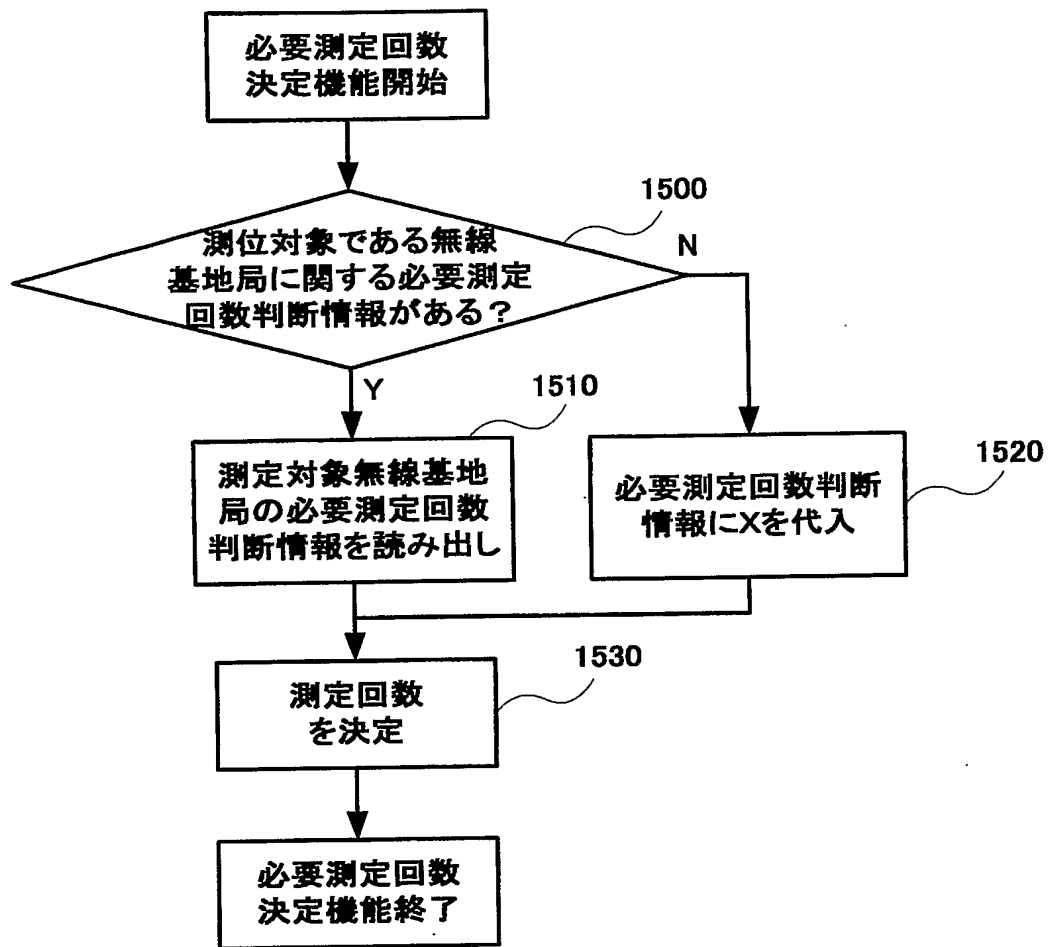 必要測定回数
決定機能開始
1500
測位対象である無線
基地局に関する必要測定
回数判断情報がある？
N
Y
1510
測定対象無線基地
局の必要測定回数
判断情報を読み出し
1520
必要測定回数判断
情報にXを代入
1530
測定回数
を決定
必要測定回数
決定機能終了